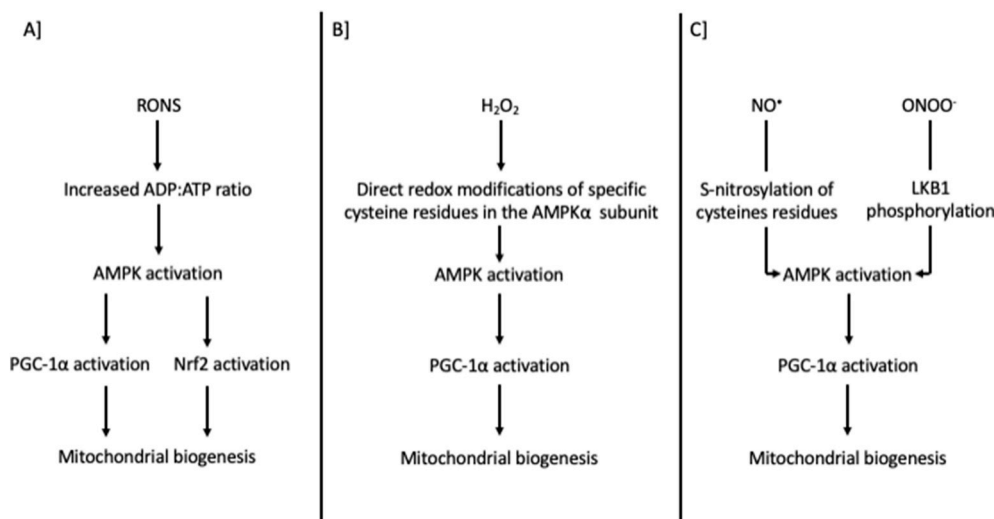 A]
RONS
Increased ADP:ATP ratio
AMPK activation
PGC-1α activation
Nrf2 activation
Mitochondrial biogenesis
B]
H₂O₂
Direct redox modifications of specific
cysteine residues in the AMPKα subunit
AMPK activation
PGC-1α activation
Mitochondrial biogenesis
C]
NO•
ONOO⁻
S-nitrosylation of
cysteines residues
LKB1
phosphorylation
AMPK activation
PGC-1α activation
Mitochondrial biogenesis